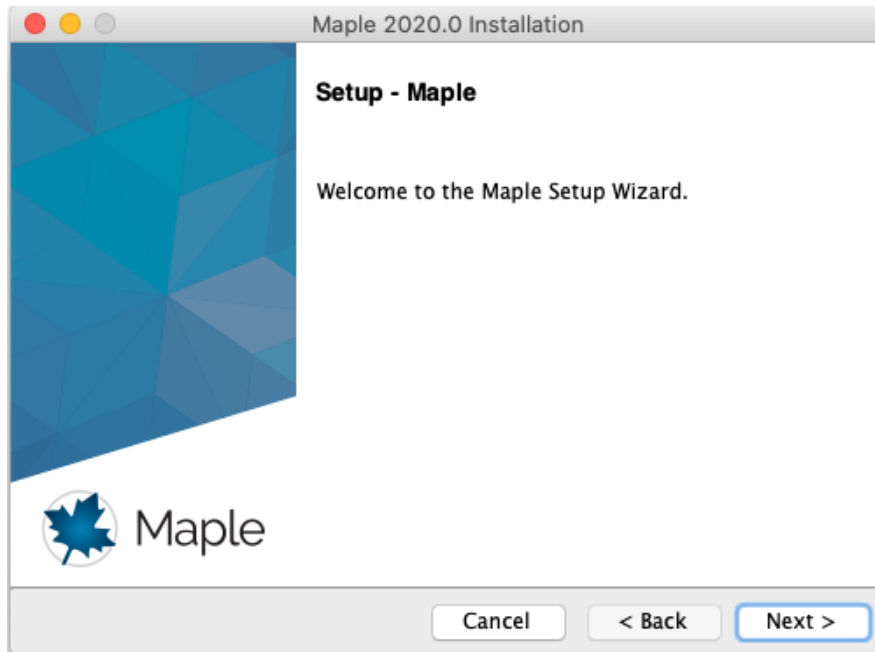 Maple 2020.0 Installation
Setup - Maple
Welcome to the Maple Setup Wizard.
Maple
Cancel
< Back
Next >